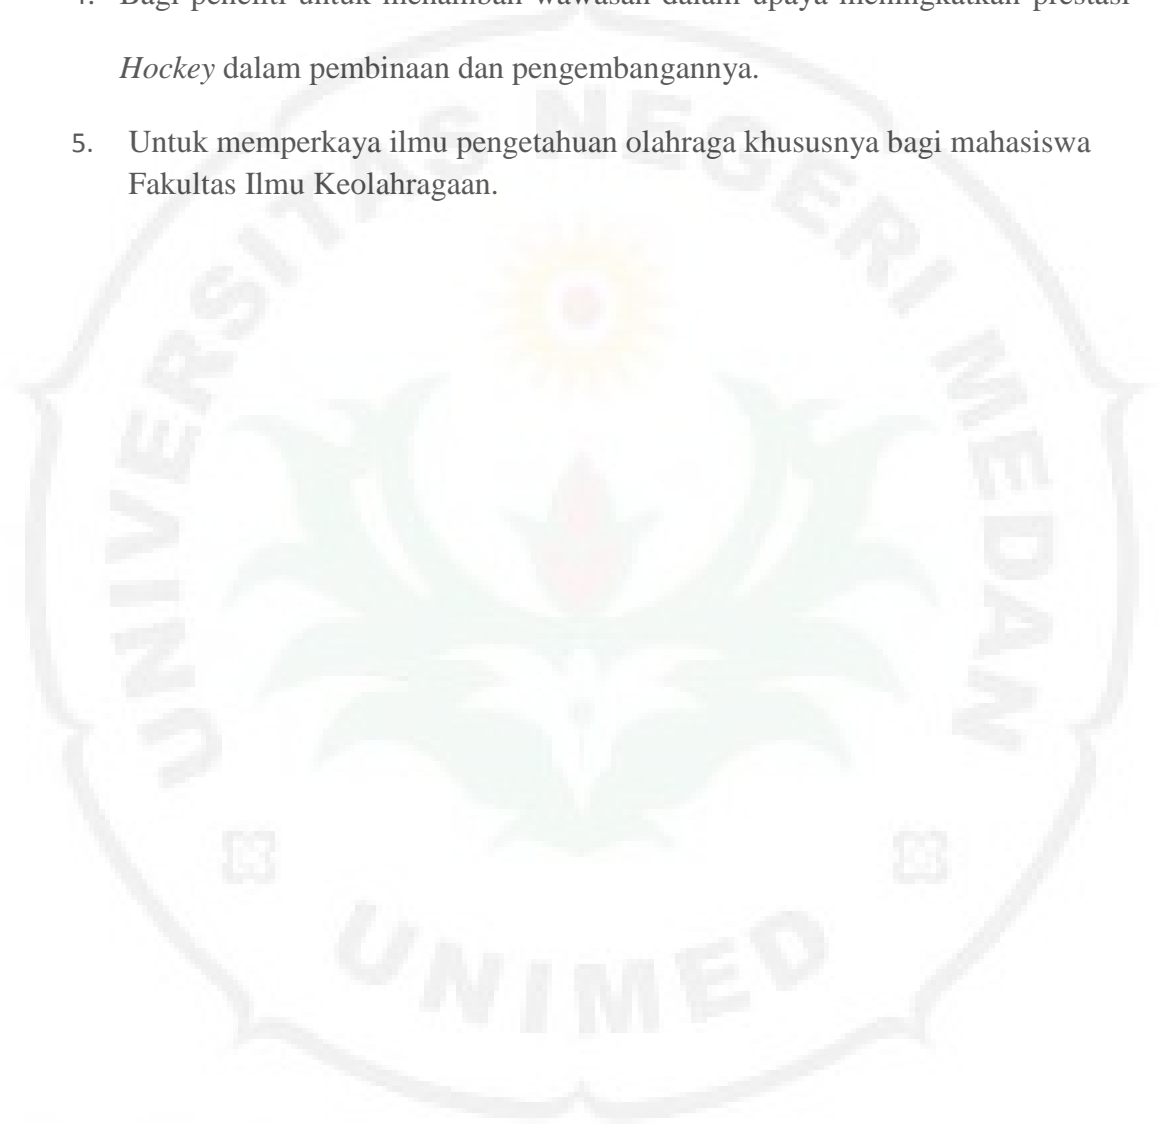 4. Bagi peneliti untuk menambah wawasan dalam upaya meningkatkan prestasi
Hockey dalam pembinaan dan pengembangannya.
5. Untuk memperkaya ilmu pengetahuan olahraga khususnya bagi mahasiswa
Fakultas Ilmu Keolahragaan.
UNIVERSITAS NEGERI MEDAN
UNIMED